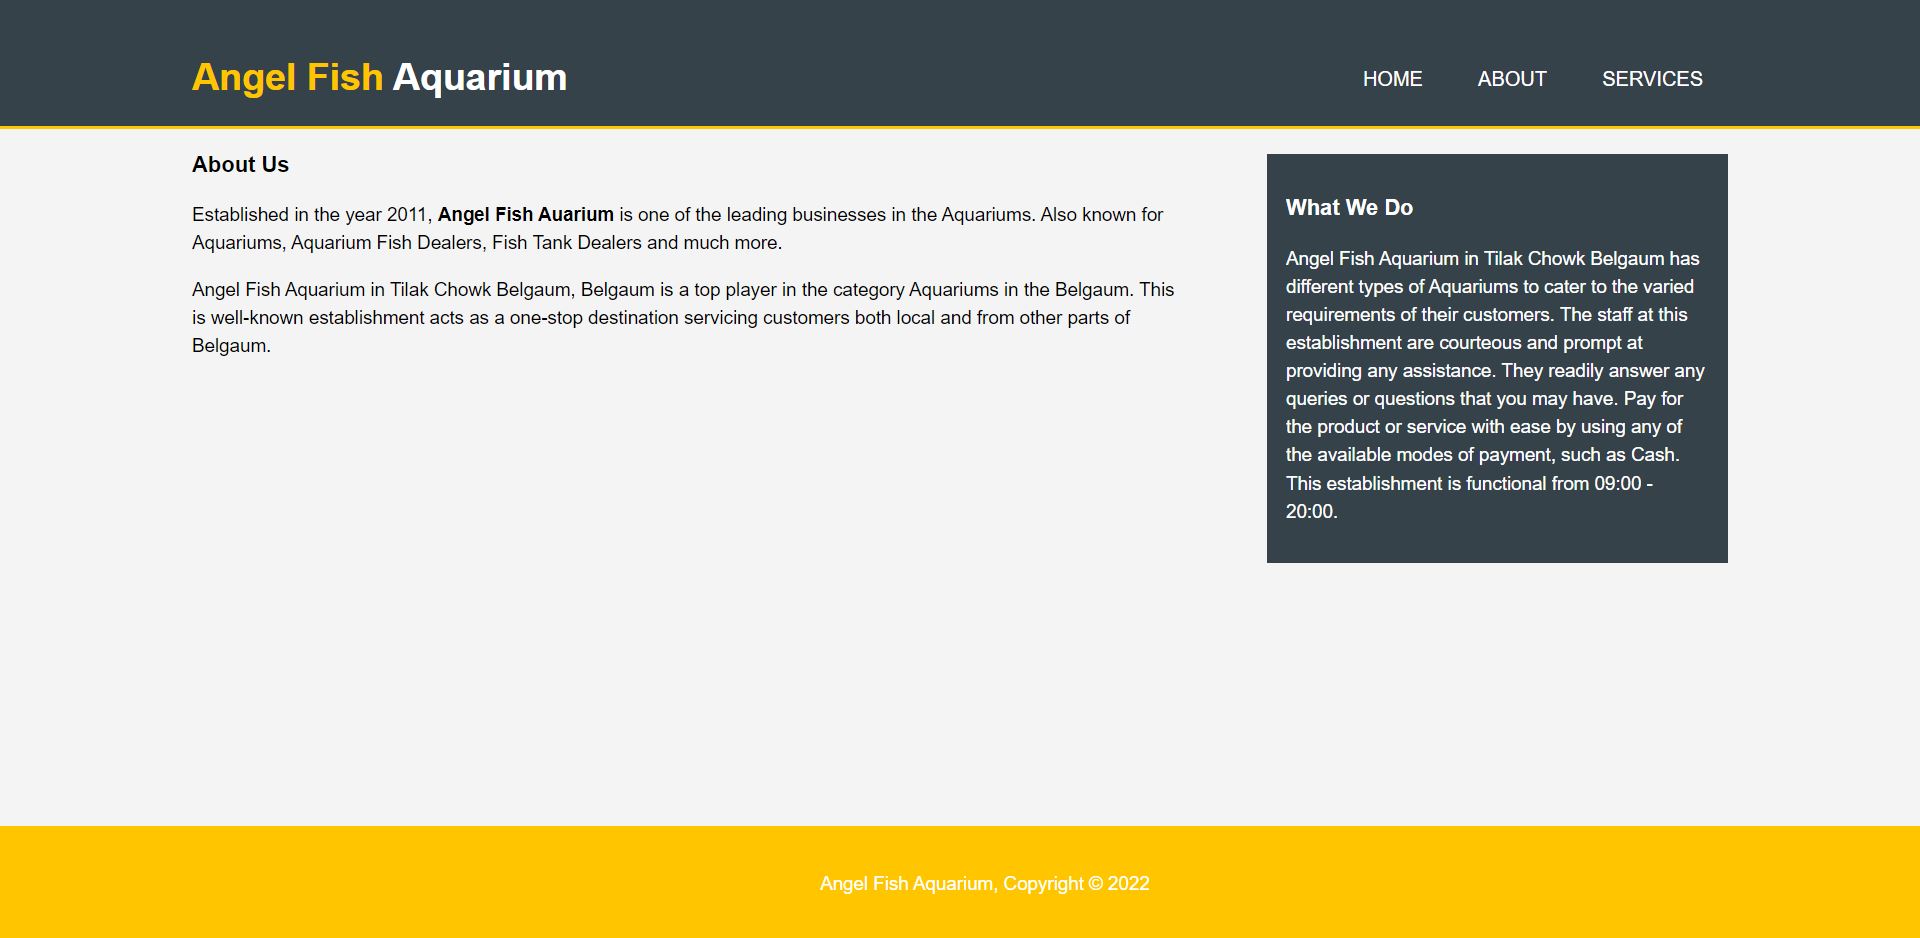 Angel Fish Aquarium
HOME ABOUT SERVICES
About Us
Established in the year 2011, Angel Fish Auarium is one of the leading businesses in the Aquariums. Also known for
Aquariums, Aquarium Fish Dealers, Fish Tank Dealers and much more.
Angel Fish Aquarium in Tilak Chowk Belgaum, Belgaum is a top player in the category Aquariums in the Belgaum. This
is well-known establishment acts as a one-stop destination servicing customers both local and from other parts of
Belgaum.
What We Do
Angel Fish Aquarium in Tilak Chowk Belgaum has
different types of Aquariums to cater to the varied
requirements of their customers. The staff at this
establishment are courteous and prompt at
providing any assistance. They readily answer any
queries or questions that you may have. Pay for
the product or service with ease by using any of
the available modes of payment, such as Cash.
This establishment is functional from 09:00 -
20:00.
Angel Fish Aquarium, Copyright © 2022